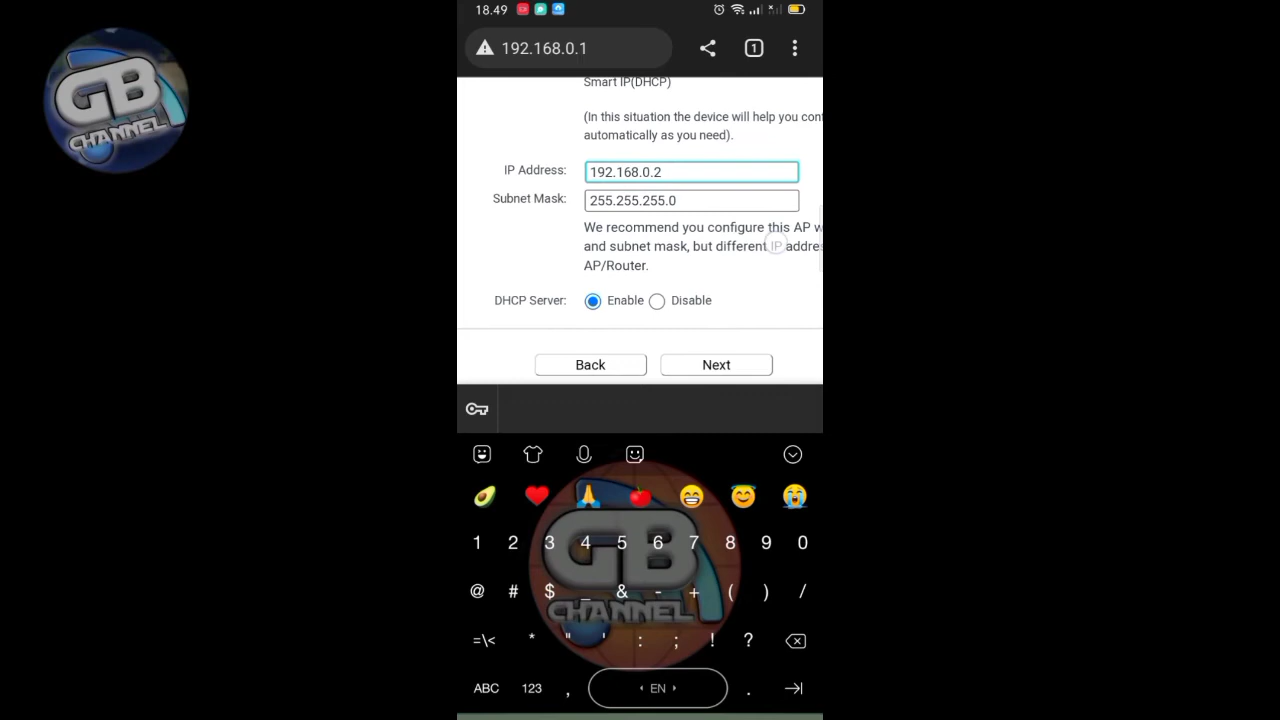 GB
CHANNEL
18.49
192.168.0.1
1
Smart IP(DHCP)
(In this situation the device will help you con
automatically as you need).
IP Address: 192.168.0.2
Subnet Mask: 255.255.255.0
We recommend you configure this AP w
and subnet mask, but different IP addre
AP/Router.
DHCP Server: Enable Disable
Back Next
1 2 3 4 5 6 7 8 9 0
GB
@ # $ _ & - + ( ) /
CHANNEL
=\< * " ' : ; ! ?
ABC 123 , EN .